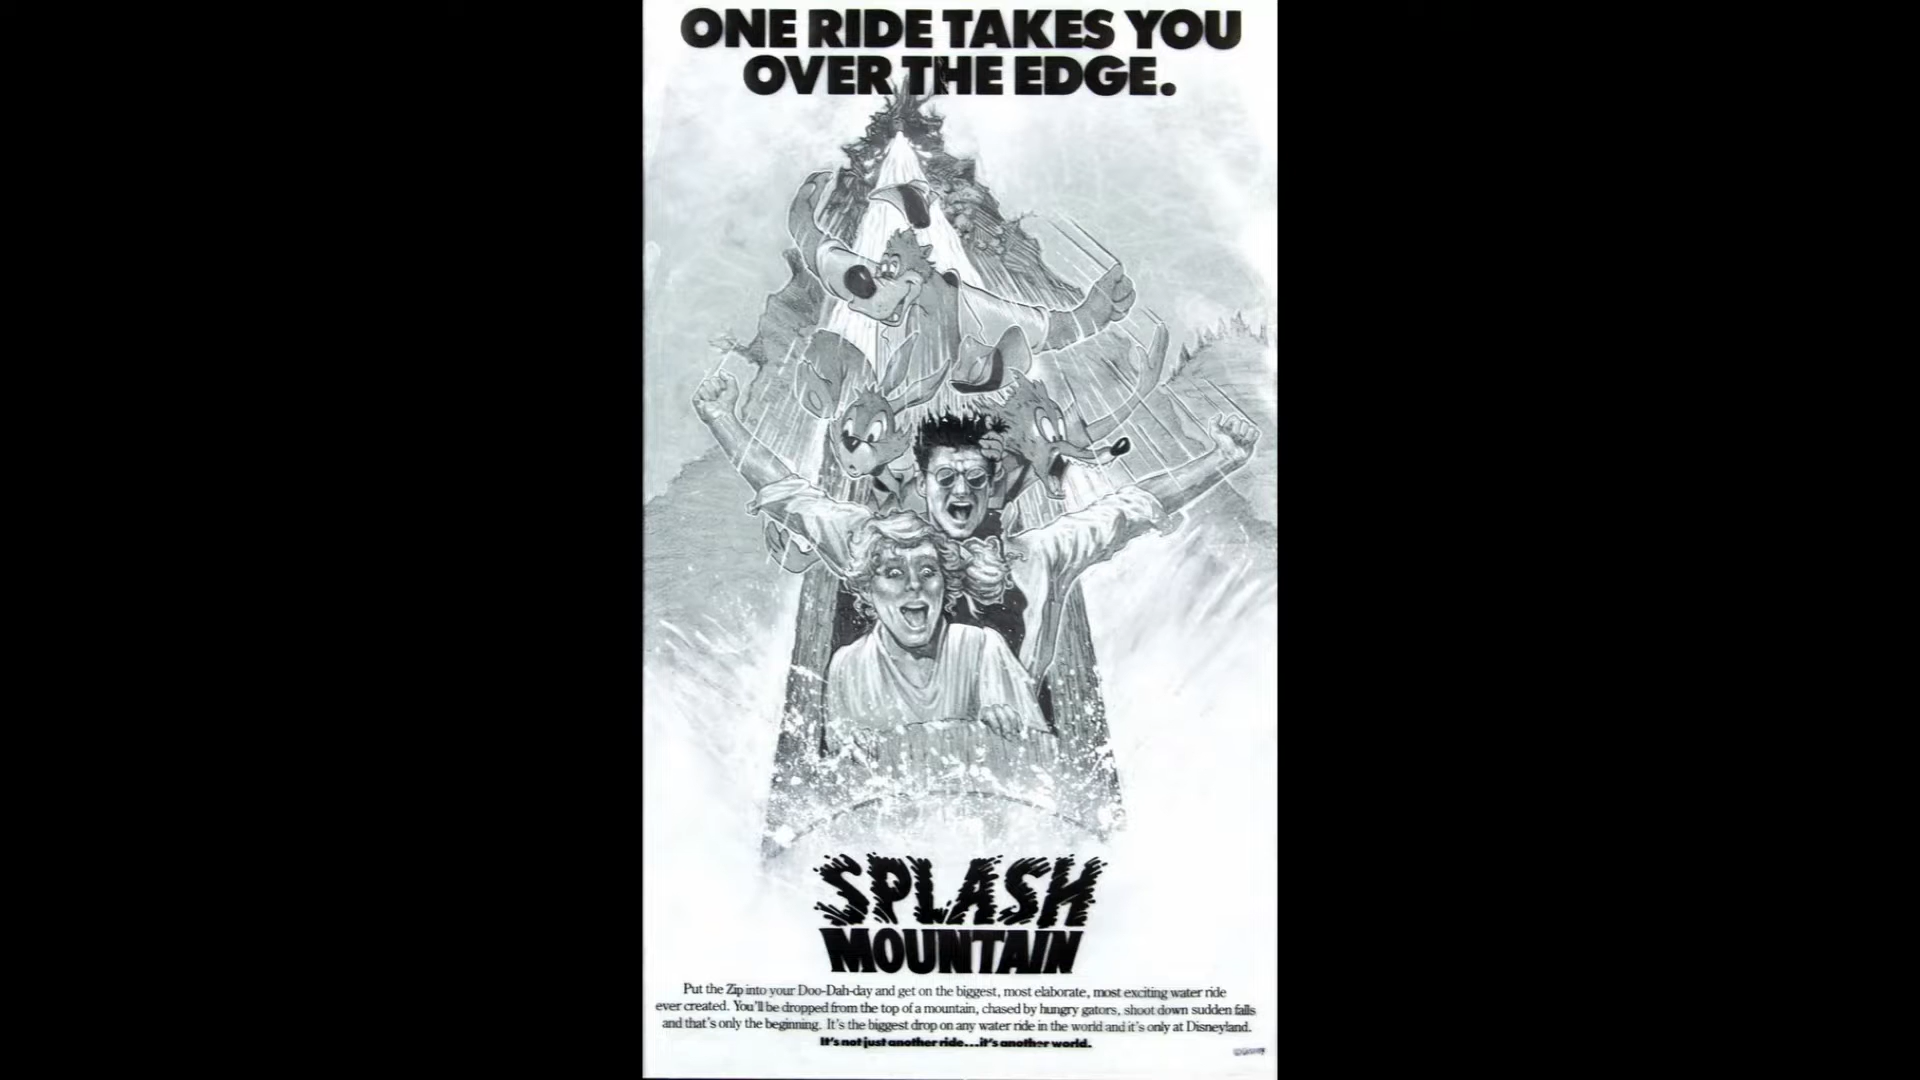 ONE RIDE TAKES YOU
OVER THE EDGE.
SPLASH
MOUNTAIN
Put the Zip into your Doo-Dah-day and get on the biggest, most elaborate, most exciting water ride
ever created. You'll be dropped from the top of a mountain, chased by hungry gators, shoot down sudden falls
and that's only the beginning. It's the biggest drop on any water ride in the world and it's only at Disneyland.
It's not just another ride...it's another world.
©Disney